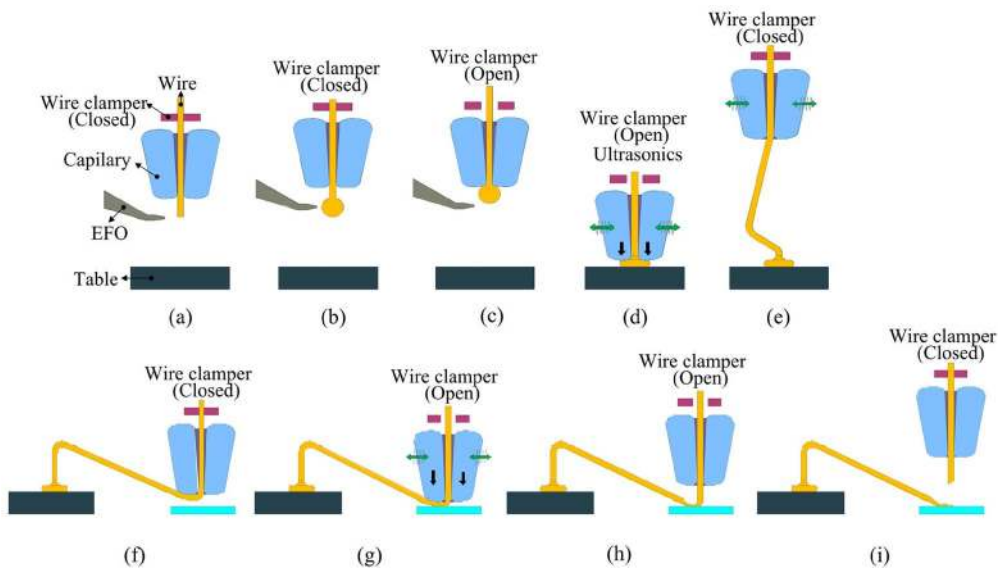 Wire
Wire clamper
(Closed)
Capilary
EFO
Table
(a)
Wire clamper
(Closed)
(b)
Wire clamper
(Open)
(c)
Wire clamper
(Open)
Ultrasonics
(d)
Wire clamper
(Closed)
(e)
Wire clamper
(Closed)
(f)
Wire clamper
(Open)
(g)
Wire clamper
(Open)
(h)
Wire clamper
(Closed)
(i)